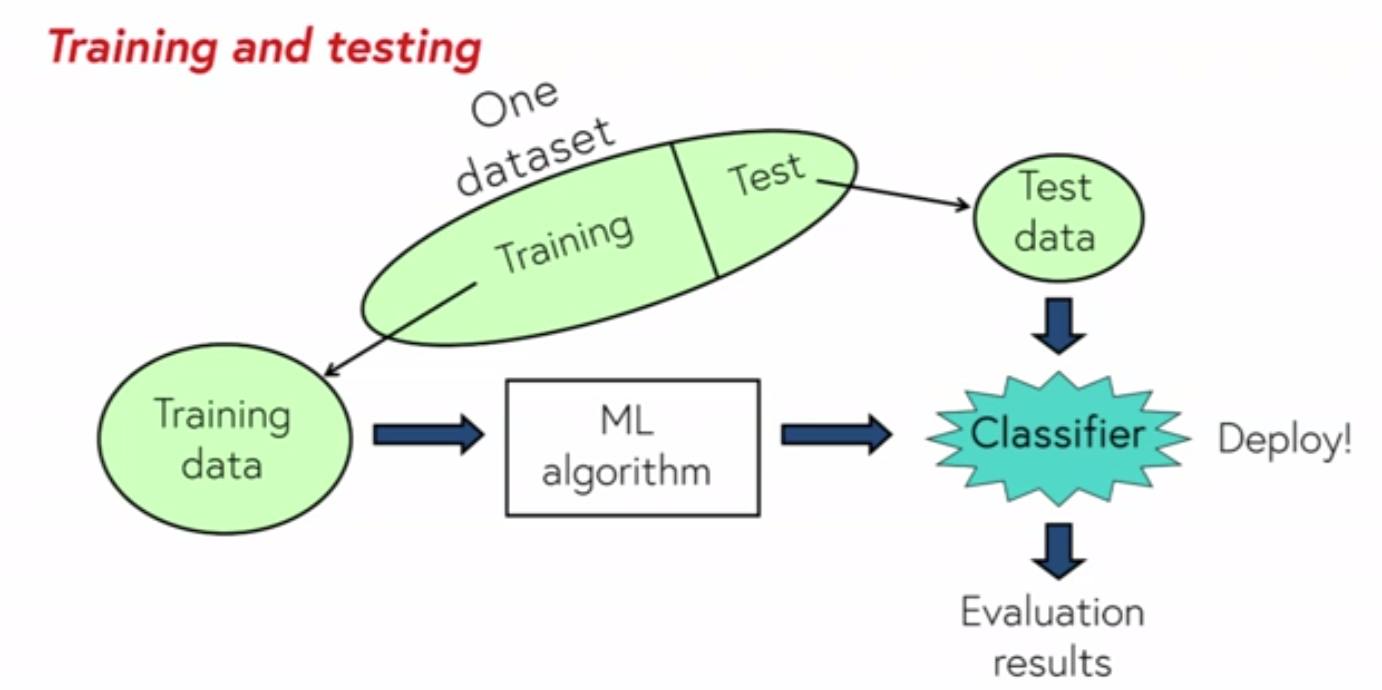 Training and testing
One
dataset
Training
Test
Test
data
Training
data
ML
algorithm
Classifier
Deploy!
Evaluation
results